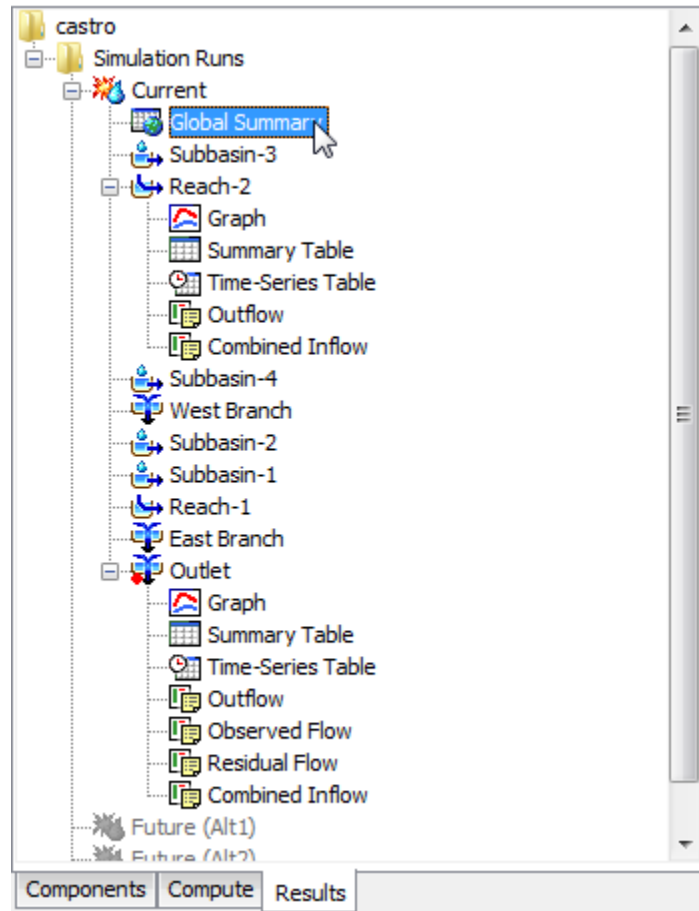 castro
Simulation Runs
Current
Global Summary
Subbasin-3
Reach-2
Graph
Summary Table
Time-Series Table
Outflow
Combined Inflow
Subbasin-4
West Branch
Subbasin-2
Subbasin-1
Reach-1
East Branch
Outlet
Graph
Summary Table
Time-Series Table
Outflow
Observed Flow
Residual Flow
Combined Inflow
Future (Alt1)
Future (Alt2)
Components Compute Results